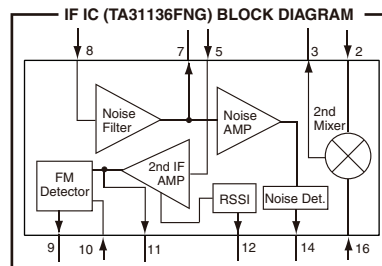 IF IC (TA31136FNG) BLOCK DIAGRAM
8 7 5 3 2
Noise
Filter
Noise
AMP
2nd
Mixer
FM
Detector
2nd IF
AMP
RSSI
Noise Det.
9 10 11 12 14 16